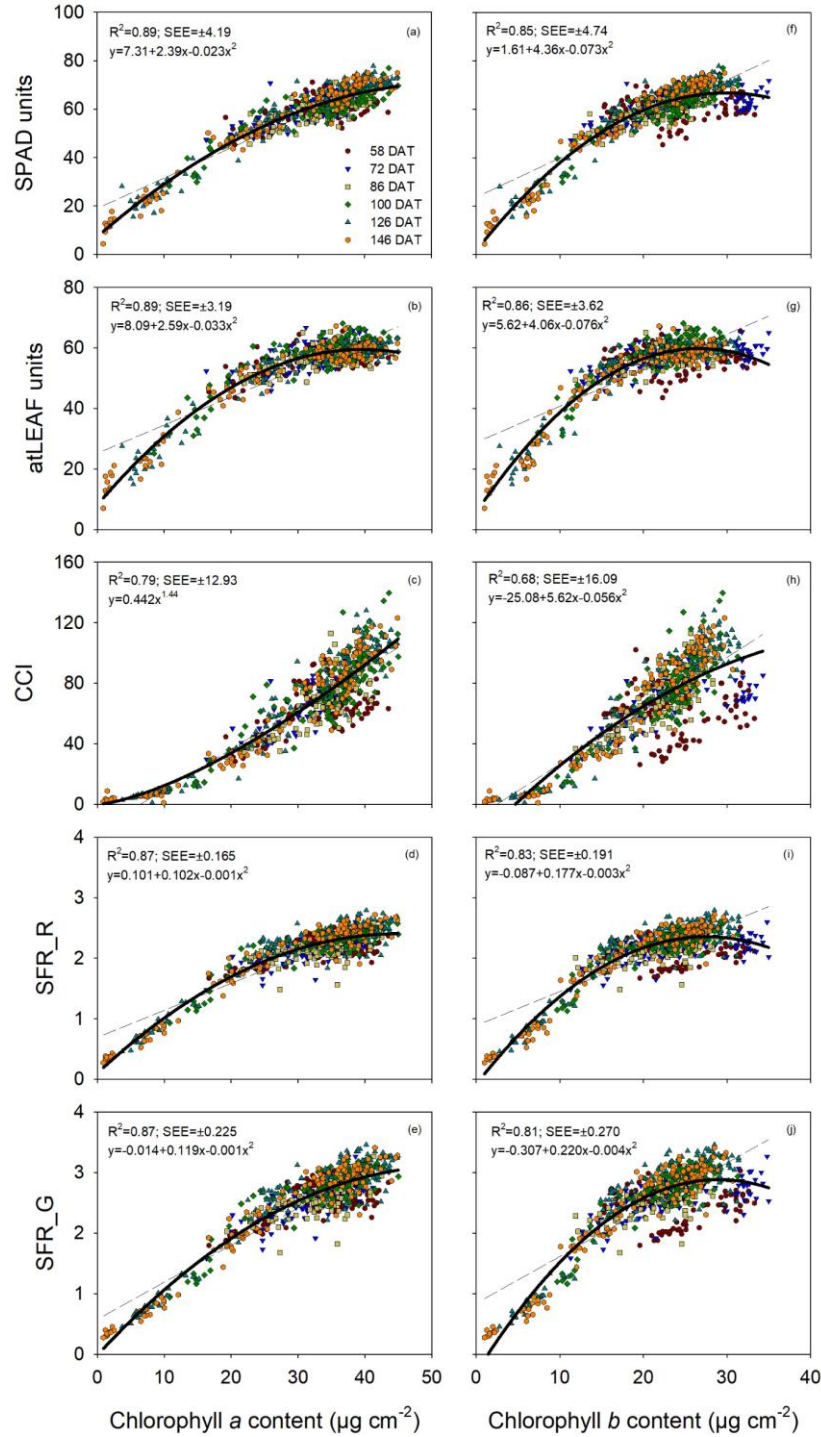 100
80
60
40
20
0
SPAD units
R²=0.89; SEE=±4.19
y=7.31+2.39x-0.023x²
(a)
58 DAT
72 DAT
86 DAT
100 DAT
126 DAT
146 DAT
R²=0.85; SEE=±4.74
y=1.61+4.36x-0.073x²
(f)
80
60
40
20
0
atLEAF units
R²=0.89; SEE=±3.19
y=8.09+2.59x-0.033x²
(b)
R²=0.86; SEE=±3.62
y=5.62+4.06x-0.076x²
(g)
160
120
80
40
0
CCI
R²=0.79; SEE=±12.93
y=0.442x¹·⁴⁴
(c)
R²=0.68; SEE=±16.09
y=-25.08+5.62x-0.056x²
(h)
4
3
2
1
0
SFR_R
R²=0.87; SEE=±0.165
y=0.101+0.102x-0.001x²
(d)
R²=0.83; SEE=±0.191
y=-0.087+0.177x-0.003x²
(i)
4
3
2
1
0
SFR_G
R²=0.87; SEE=±0.225
y=-0.014+0.119x-0.001x²
(e)
R²=0.81; SEE=±0.270
y=-0.307+0.220x-0.004x²
(j)
0 10 20 30 40 50
0 10 20 30 40
Chlorophyll a content (µg cm⁻²)
Chlorophyll b content (µg cm⁻²)